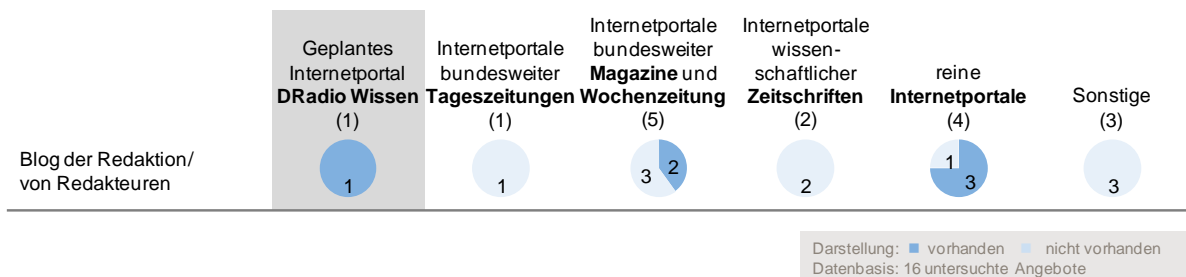 Geplantes
Internetportal
DRadio Wissen
(1)
Internetportale
bundesweiter
Tageszeitungen
(1)
Internetportale
bundesweiter
Magazine und
Wochenzeitung
(5)
Internetportale
wissen-
schaftlicher
Zeitschriften
(2)
reine
Internetportale
(4)
Sonstige
(3)
Blog der Redaktion/
von Redakteuren
1
1
3 2
2
1 3
3
Darstellung: vorhanden nicht vorhanden
Datenbasis: 16 untersuchte Angebote